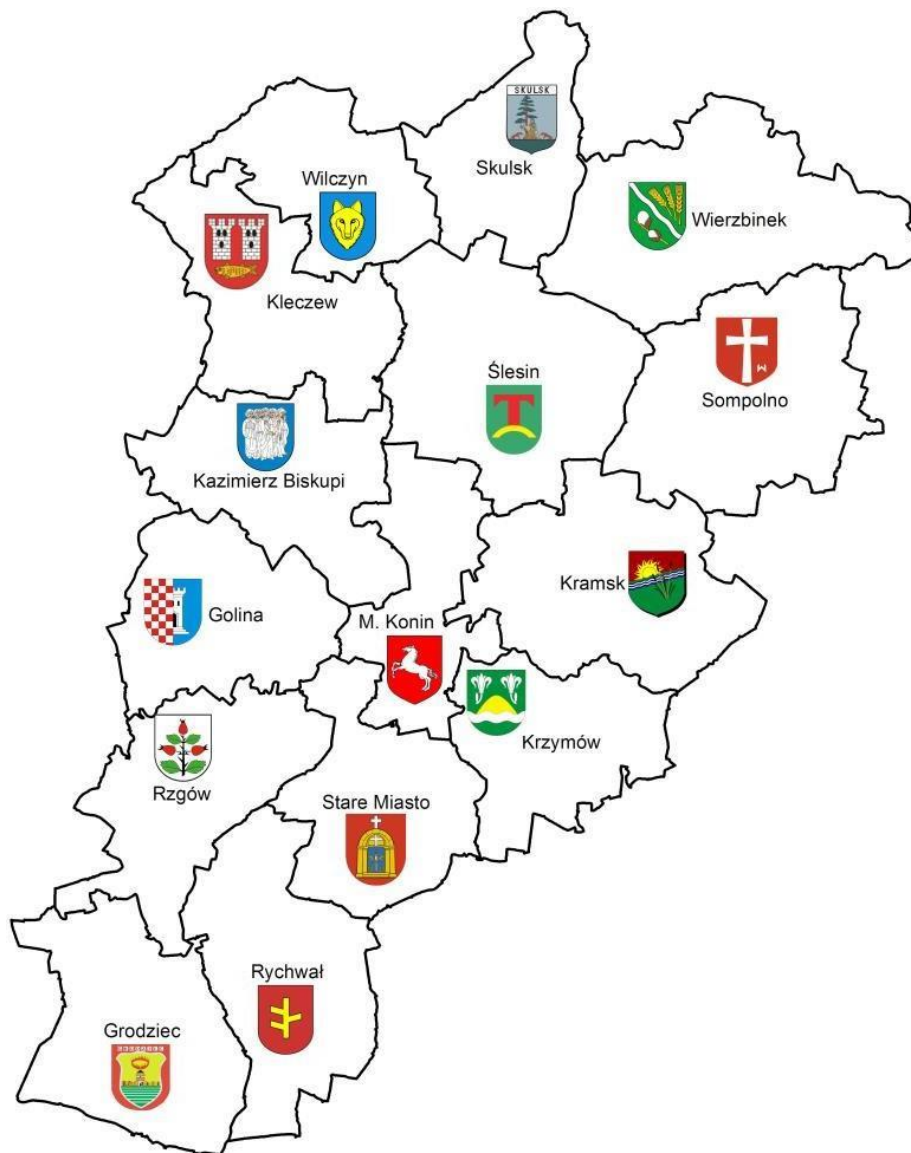 SKULSK
Skulsk
Wilczyn
Wierzbinek
Kleczew
Ślesin
Sompolno
Kazimierz Biskupi
Kramsk
Golina
M. Konin
Krzymów
Rzgów
Stare Miasto
Rychwał
Grodziec